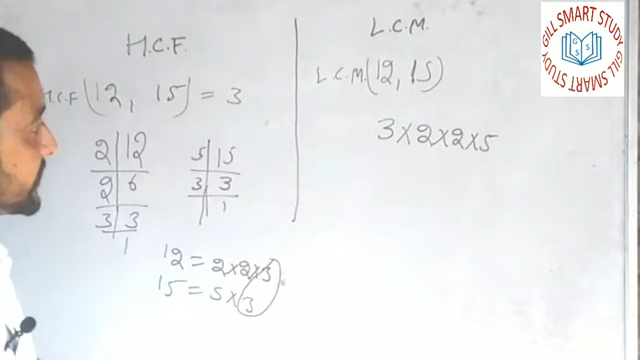 H.C.F
H.C.F (12, 15) = 3
2 | 12
2 | 6
3 | 3
1
5 | 15
3 | 3
1
12 = 2×2×3
15 = 5×3
L.C.M.
L.C.M (12, 15)
3×2×2×5
GILL SMART STUDY
GILL SMART STUDY
G
S S